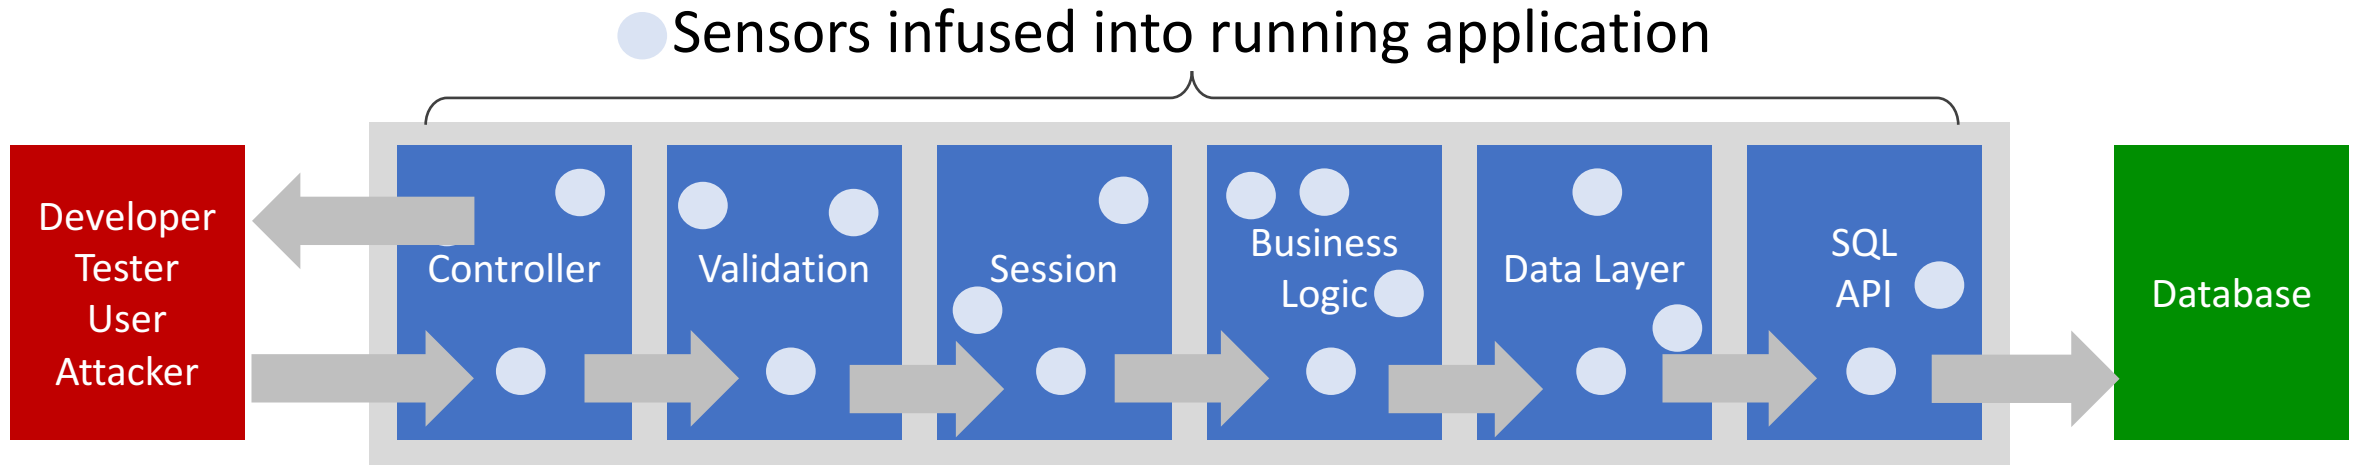 Sensors infused into running application
Developer
Tester
User
Attacker
Controller
Validation
Session
Business
Logic
Data Layer
SQL
API
Database